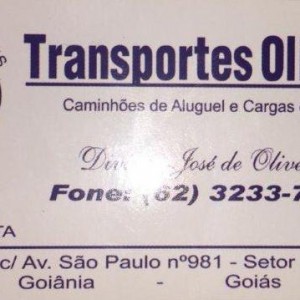 Transportes Ol
Caminhões de Aluguel e Cargas
José de Olive
Fone: (62) 3233-7
TA
c/ Av. São Paulo nº981 - Setor
Goiânia - Goiás